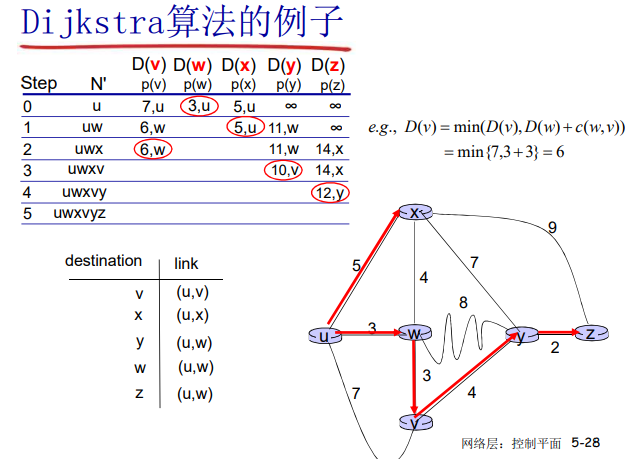 Dijkstra算法的例子
D(v) D(w) D(x) D(y) D(z)
Step N' p(v) p(w) p(x) p(y) p(z)
0 u 7,u 3,u 5,u ∞ ∞
1 uw 6,w 5,u 11,w ∞
2 uwx 6,w 11,w 14,x
3 uwxv 10,v 14,x
4 uwxvy 12,y
5 uwxvyz
e.g., D(v) = min(D(v), D(w) + c(w,v))
= min{7,3+3} = 6
destination link
v (u,v)
x (u,x)
y (u,w)
w (u,w)
z (u,w)
x
9
5
7
4
8
u
3
w
y
z
2
3
7
4
v
网络层：控制平面 5-28